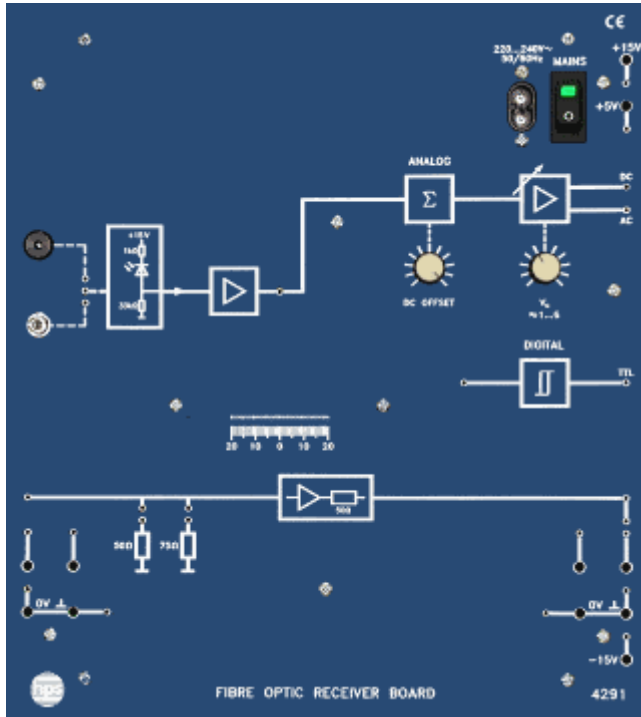 CE
+15V
220...240V~
50/60Hz
MAINS
+5V
ANALOG
DC
Σ
AC
+15V
1kΩ
33kΩ
DC OFFSET
≈1...6
DIGITAL
TTL
20 10 0 10 20
50Ω
50Ω
75Ω
0V
0V
-15V
hps
FIBRE OPTIC RECEIVER BOARD
4291